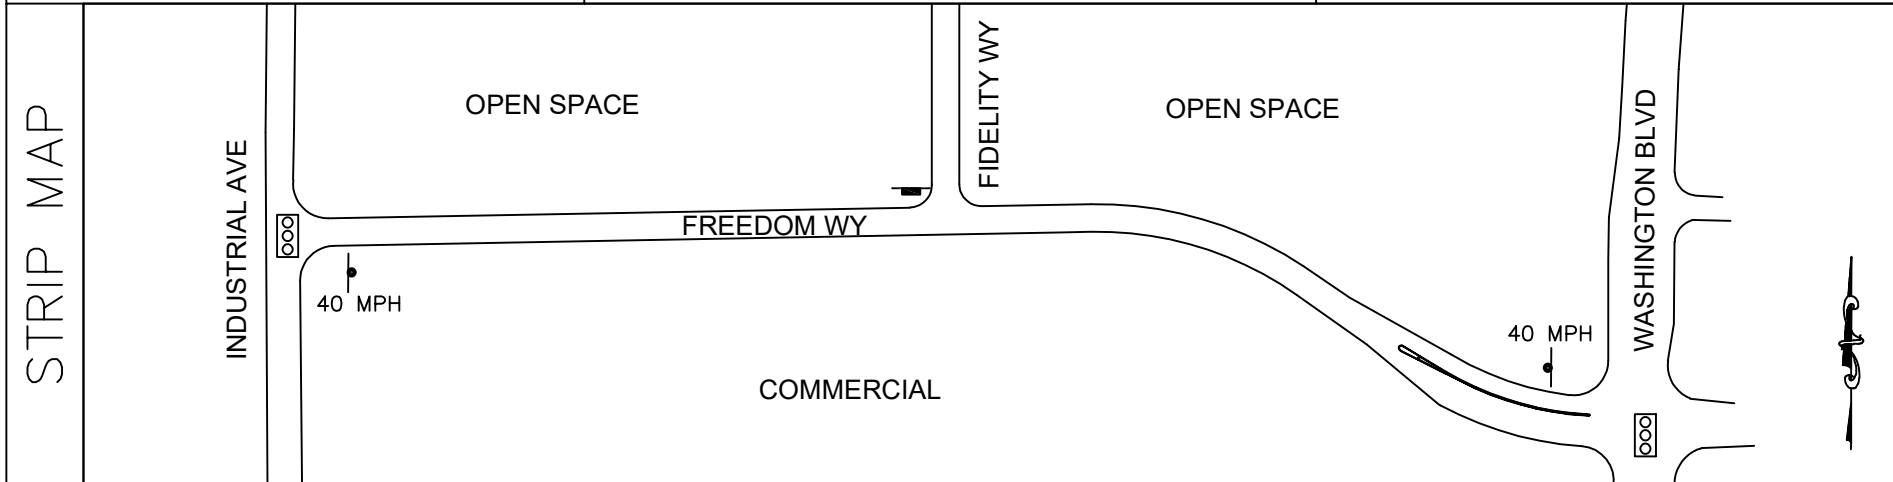 STRIP MAP
INDUSTRIAL AVE
OPEN SPACE
FIDELITY WY
OPEN SPACE
WASHINGTON BLVD
FREEDOM WY
40 MPH
40 MPH
COMMERCIAL